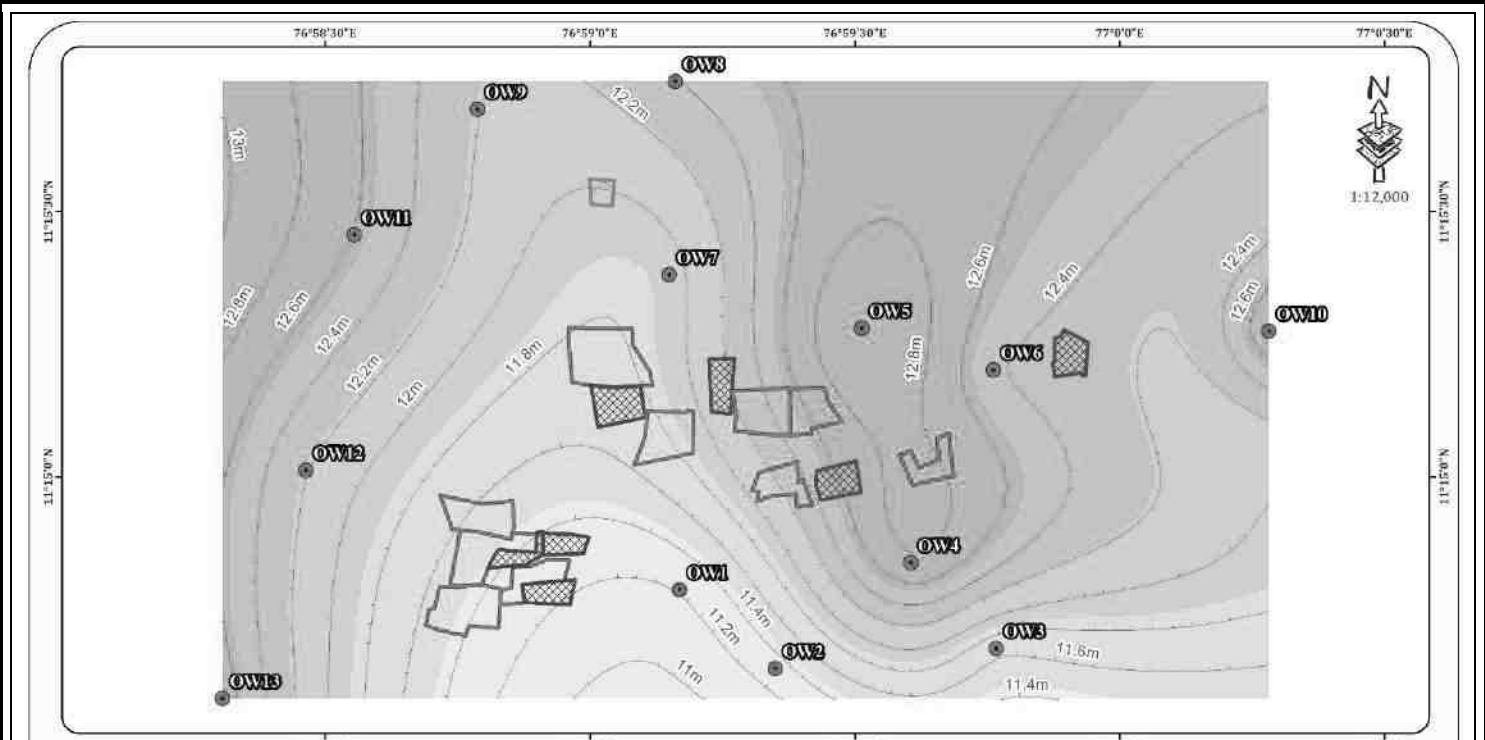 76°58'30"E 76°59'0"E 76°59'30"E 77°0'0"E 77°0'30"E
OW8
OW9
12.2m
N
13m
1:12,000
11°15'30"N 11°15'30"N
OW11
12.4m
12.6m
OW7
12.4m
12.8m
12.6m
12.6m
OW5
OW10
12.4m
11.8m
OW6
12.8m
12.2m
12m
OW12
11°15'0"N 11°15'0"N
OW4
OW1
11.4m
11.2m
OW3
OW2
11.6m
11m
OW13
11.4m